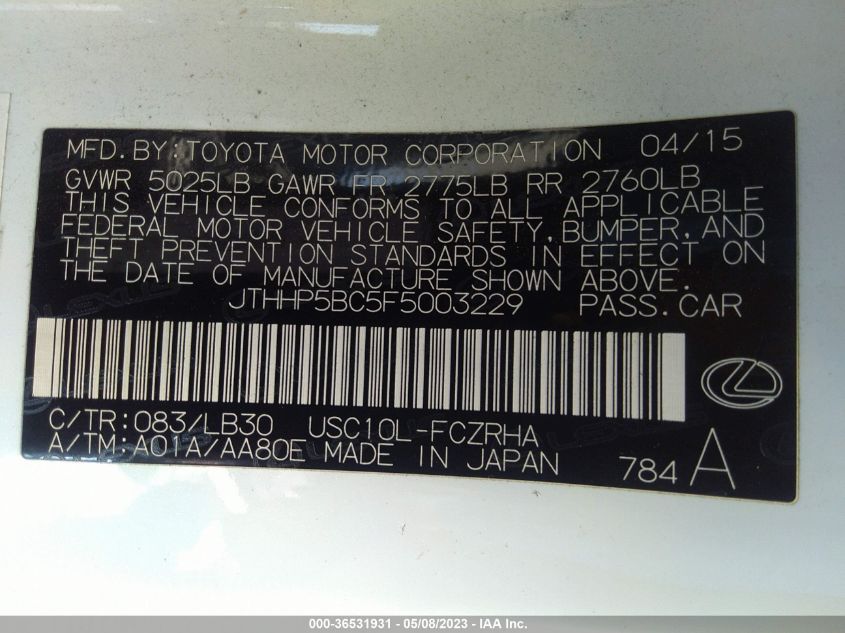 MFD.BY:TOYOTA MOTOR CORPORATION 04/15
GVWR 5025LB GAWR FR 2775LB RR 2760LB
THIS VEHICLE CONFORMS TO ALL APPLICABLE
FEDERAL MOTOR VEHICLE SAFETY, BUMPER, AND
THEFT PREVENTION STANDARDS IN EFFECT ON
THE DATE OF MANUFACTURE SHOWN ABOVE.
JTHHP5BC5F5003229 PASS.CAR
C/TR:083/LB30 USC10L-FCZRHA
A/TM:A01A/AA80E MADE IN JAPAN 784 A
000-36531931 - 05/08/2023 - IAA Inc.